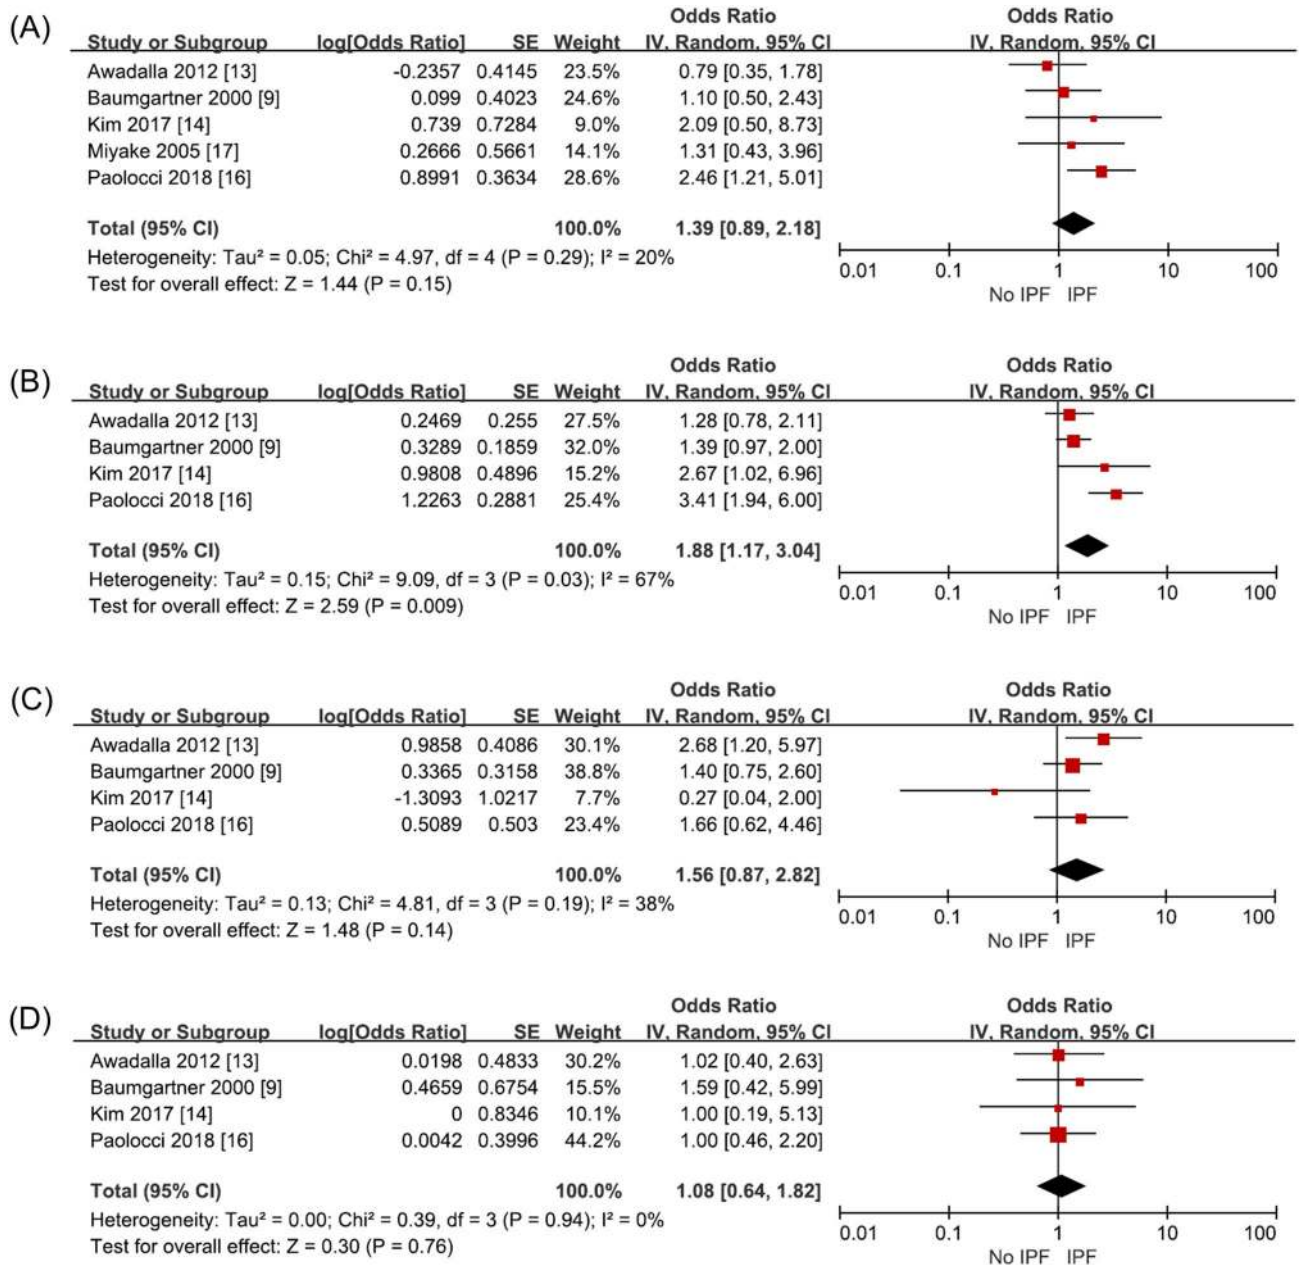 (A)
Odds Ratio Odds Ratio
Study or Subgroup log[Odds Ratio] SE Weight IV, Random, 95% CI IV, Random, 95% CI
Awadalla 2012 [13] -0.2357 0.4145 23.5% 0.79 [0.35, 1.78]
Baumgartner 2000 [9] 0.099 0.4023 24.6% 1.10 [0.50, 2.43]
Kim 2017 [14] 0.739 0.7284 9.0% 2.09 [0.50, 8.73]
Miyake 2005 [17] 0.2666 0.5661 14.1% 1.31 [0.43, 3.96]
Paolocci 2018 [16] 0.8991 0.3634 28.6% 2.46 [1.21, 5.01]
Total (95% CI) 100.0% 1.39 [0.89, 2.18]
Heterogeneity: Tau² = 0.05; Chi² = 4.97, df = 4 (P = 0.29); I² = 20%
Test for overall effect: Z = 1.44 (P = 0.15)
0.01 0.1 1 10 100
No IPF IPF
(B)
Odds Ratio Odds Ratio
Study or Subgroup log[Odds Ratio] SE Weight IV, Random, 95% CI IV, Random, 95% CI
Awadalla 2012 [13] 0.2469 0.255 27.5% 1.28 [0.78, 2.11]
Baumgartner 2000 [9] 0.3289 0.1859 32.0% 1.39 [0.97, 2.00]
Kim 2017 [14] 0.9808 0.4896 15.2% 2.67 [1.02, 6.96]
Paolocci 2018 [16] 1.2263 0.2881 25.4% 3.41 [1.94, 6.00]
Total (95% CI) 100.0% 1.88 [1.17, 3.04]
Heterogeneity: Tau² = 0.15; Chi² = 9.09, df = 3 (P = 0.03); I² = 67%
Test for overall effect: Z = 2.59 (P = 0.009)
0.01 0.1 1 10 100
No IPF IPF
(C)
Odds Ratio Odds Ratio
Study or Subgroup log[Odds Ratio] SE Weight IV, Random, 95% CI IV, Random, 95% CI
Awadalla 2012 [13] 0.9858 0.4086 30.1% 2.68 [1.20, 5.97]
Baumgartner 2000 [9] 0.3365 0.3158 38.8% 1.40 [0.75, 2.60]
Kim 2017 [14] -1.3093 1.0217 7.7% 0.27 [0.04, 2.00]
Paolocci 2018 [16] 0.5089 0.503 23.4% 1.66 [0.62, 4.46]
Total (95% CI) 100.0% 1.56 [0.87, 2.82]
Heterogeneity: Tau² = 0.13; Chi² = 4.81, df = 3 (P = 0.19); I² = 38%
Test for overall effect: Z = 1.48 (P = 0.14)
0.01 0.1 1 10 100
No IPF IPF
(D)
Odds Ratio Odds Ratio
Study or Subgroup log[Odds Ratio] SE Weight IV, Random, 95% CI IV, Random, 95% CI
Awadalla 2012 [13] 0.0198 0.4833 30.2% 1.02 [0.40, 2.63]
Baumgartner 2000 [9] 0.4659 0.6754 15.5% 1.59 [0.42, 5.99]
Kim 2017 [14] 0 0.8346 10.1% 1.00 [0.19, 5.13]
Paolocci 2018 [16] 0.0042 0.3996 44.2% 1.00 [0.46, 2.20]
Total (95% CI) 100.0% 1.08 [0.64, 1.82]
Heterogeneity: Tau² = 0.00; Chi² = 0.39, df = 3 (P = 0.94); I² = 0%
Test for overall effect: Z = 0.30 (P = 0.76)
0.01 0.1 1 10 100
No IPF IPF